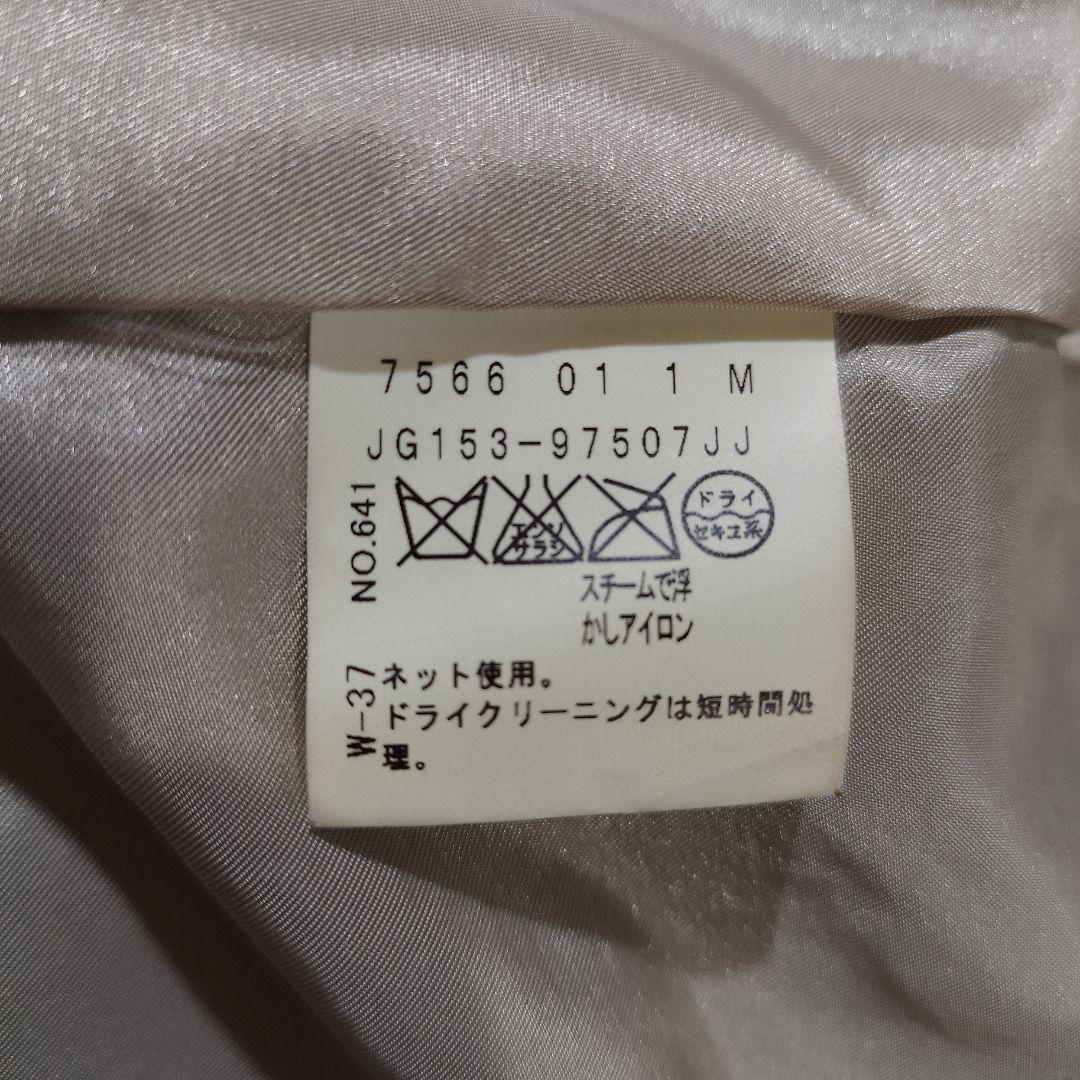 7566 01 1 M
JG153-97507JJ
NO.641
エンソ
サラシ
ドライ
セキユ系
スチームで浮
かしアイロン
W-37
ネット使用。
ドライクリーニングは短時間処
理。